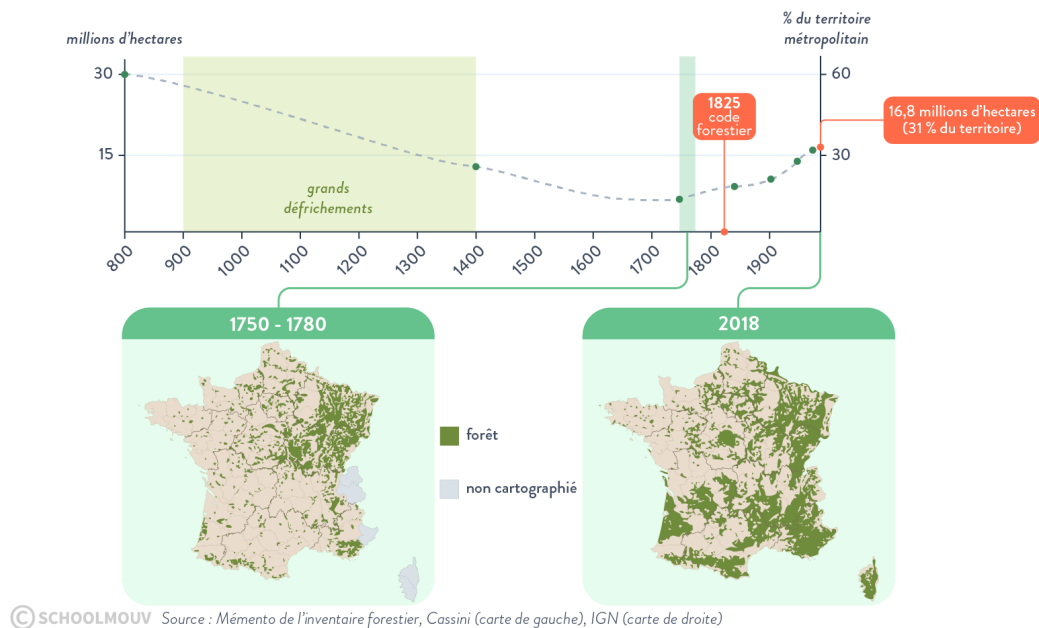 millions d'hectares
% du territoire
métropolitain
30
60
1825
code
forestier
16,8 millions d'hectares
(31 % du territoire)
15
30
grands
défrichements
800
900
1000
1100
1200
1300
1400
1500
1600
1700
1800
1900
1750 - 1780
2018
forêt
non cartographié
© SCHOOLMOUV
Source : Mémento de l'inventaire forestier, Cassini (carte de gauche), IGN (carte de droite)